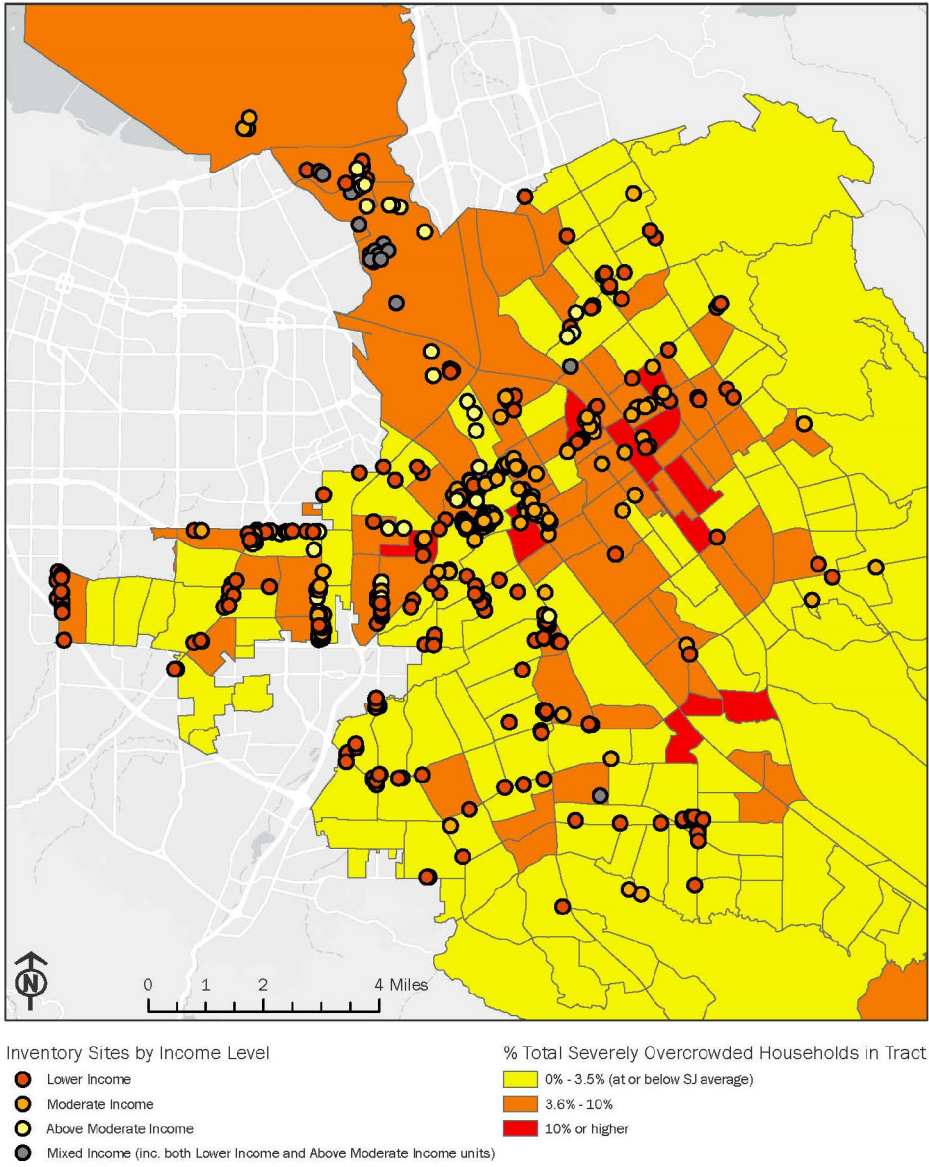 N
0 1 2 4 Miles
Inventory Sites by Income Level
Lower Income
Moderate Income
Above Moderate Income
Mixed Income (inc. both Lower Income and Above Moderate Income units)
% Total Severely Overcrowded Households in Tract
0% - 3.5% (at or below SJ average)
3.6% - 10%
10% or higher